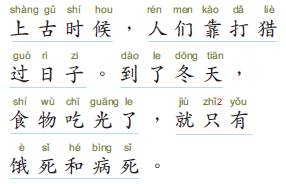 shàng gǔ shí hou rén men kào dǎ liè
上古时候，人们靠打猎
guò rì zi dào le dōng tiān
过日子。到了冬天，
shí wù chī guāng le jiù zhǐ2 yǒu
食物吃光了，就只有
è sǐ hé bìng sǐ
饿死和病死。